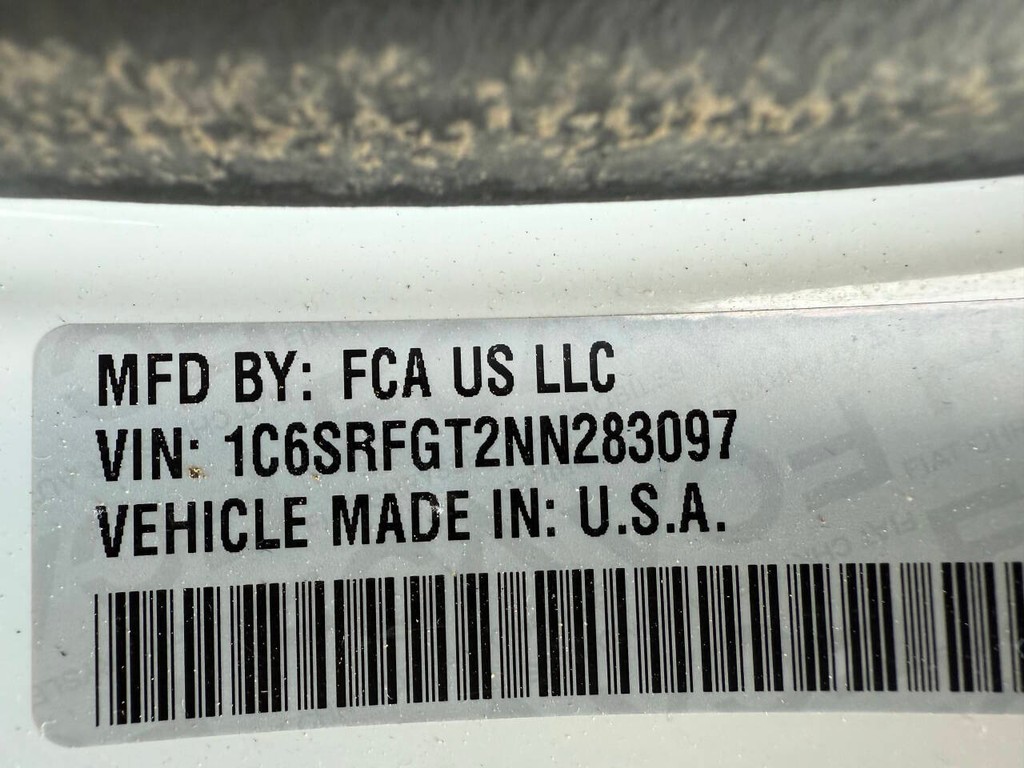 MFD BY: FCA US LLC
VIN: 1C6SRFGT2NN283097
VEHICLE MADE IN: U.S.A.